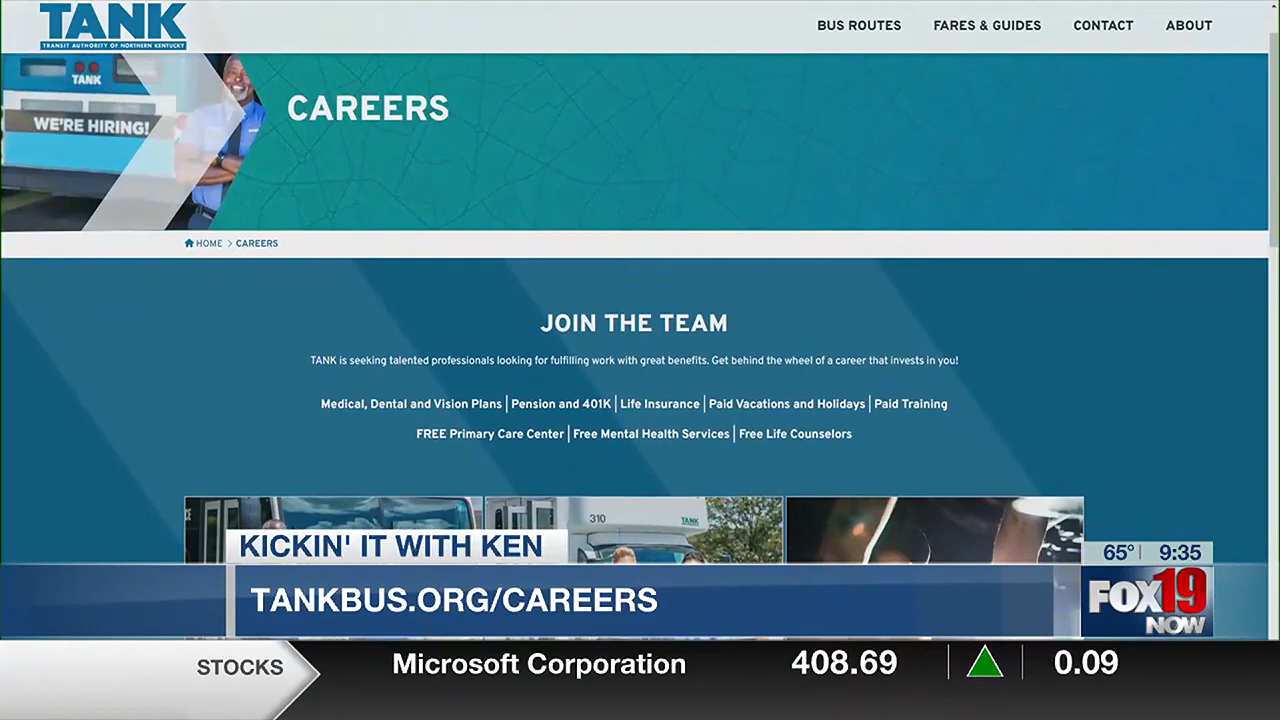 TANK
TRANSIT AUTHORITY OF NORTHERN KENTUCKY
BUS ROUTES FARES & GUIDES CONTACT ABOUT
TANK
WE'RE HIRING!
CAREERS
HOME > CAREERS
JOIN THE TEAM
TANK is seeking talented professionals looking for fulfilling work with great benefits. Get behind the wheel of a career that invests in you!
Medical, Dental and Vision Plans | Pension and 401K | Life Insurance | Paid Vacations and Holidays | Paid Training
FREE Primary Care Center | Free Mental Health Services | Free Life Counselors
310 TANK
KICKIN' IT WITH KEN
65° 9:35
TANKBUS.ORG/CAREERS
FOX19
NOW
STOCKS Microsoft Corporation 408.69 0.09